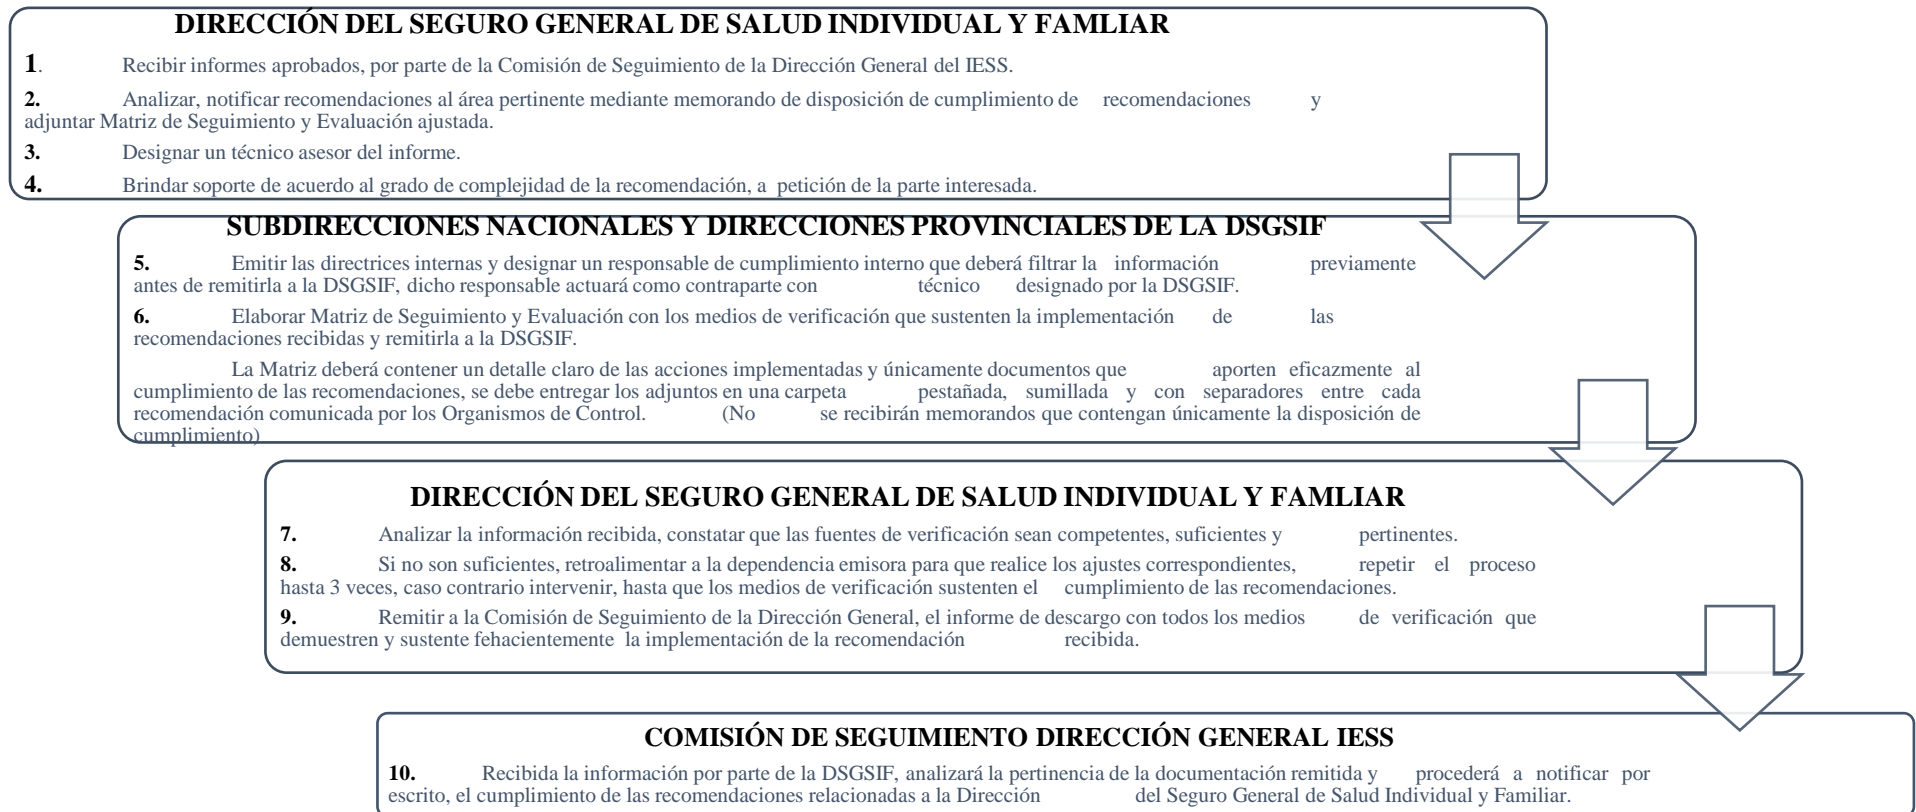 DIRECCIÓN DEL SEGURO GENERAL DE SALUD INDIVIDUAL Y FAMLIAR
1. Recibir informes aprobados, por parte de la Comisión de Seguimiento de la Dirección General del IESS.
2. Analizar, notificar recomendaciones al área pertinente mediante memorando de disposición de cumplimiento de recomendaciones y
adjuntar Matriz de Seguimiento y Evaluación ajustada.
3. Designar un técnico asesor del informe.
4. Brindar soporte de acuerdo al grado de complejidad de la recomendación, a petición de la parte interesada.
SUBDIRECCIONES NACIONALES Y DIRECCIONES PROVINCIALES DE LA DSGSIF
5. Emitir las directrices internas y designar un responsable de cumplimiento interno que deberá filtrar la información previamente
antes de remitirla a la DSGSIF, dicho responsable actuará como contraparte con técnico designado por la DSGSIF.
6. Elaborar Matriz de Seguimiento y Evaluación con los medios de verificación que sustenten la implementación de las
recomendaciones recibidas y remitirla a la DSGSIF.
La Matriz deberá contener un detalle claro de las acciones implementadas y únicamente documentos que aporten eficazmente al
cumplimiento de las recomendaciones, se debe entregar los adjuntos en una carpeta pestañada, sumillada y con separadores entre cada
recomendación comunicada por los Organismos de Control. (No se recibirán memorandos que contengan únicamente la disposición de
cumplimiento)
DIRECCIÓN DEL SEGURO GENERAL DE SALUD INDIVIDUAL Y FAMLIAR
7. Analizar la información recibida, constatar que las fuentes de verificación sean competentes, suficientes y pertinentes.
8. Si no son suficientes, retroalimentar a la dependencia emisora para que realice los ajustes correspondientes, repetir el proceso
hasta 3 veces, caso contrario intervenir, hasta que los medios de verificación sustenten el cumplimiento de las recomendaciones.
9. Remitir a la Comisión de Seguimiento de la Dirección General, el informe de descargo con todos los medios de verificación que
demuestren y sustente fehacientemente la implementación de la recomendación recibida.
COMISIÓN DE SEGUIMIENTO DIRECCIÓN GENERAL IESS
10. Recibida la información por parte de la DSGSIF, analizará la pertinencia de la documentación remitida y procederá a notificar por
escrito, el cumplimiento de las recomendaciones relacionadas a la Dirección del Seguro General de Salud Individual y Familiar.